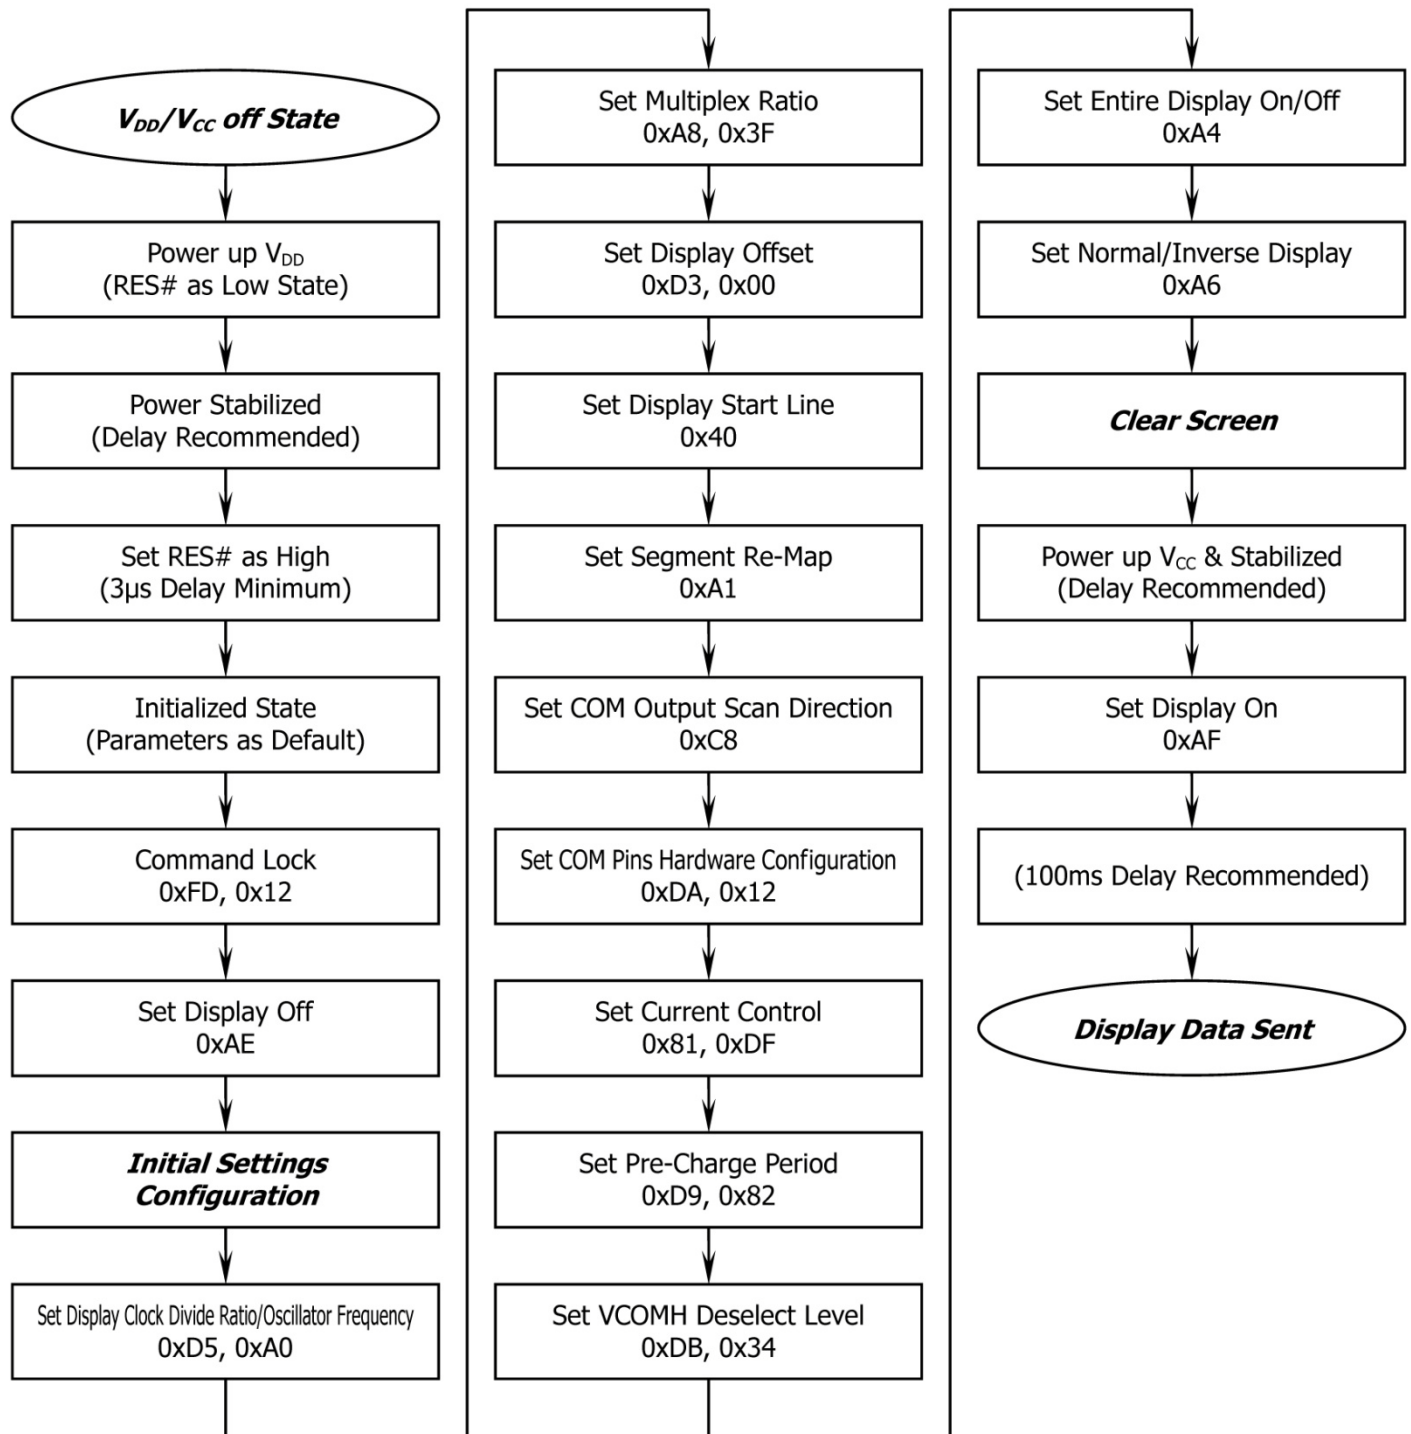 V_DD/V_CC off State
Power up V_DD
(RES# as Low State)
Power Stabilized
(Delay Recommended)
Set RES# as High
(3µs Delay Minimum)
Initialized State
(Parameters as Default)
Command Lock
0xFD, 0x12
Set Display Off
0xAE
Initial Settings
Configuration
Set Display Clock Divide Ratio/Oscillator Frequency
0xD5, 0xA0
Set Multiplex Ratio
0xA8, 0x3F
Set Display Offset
0xD3, 0x00
Set Display Start Line
0x40
Set Segment Re-Map
0xA1
Set COM Output Scan Direction
0xC8
Set COM Pins Hardware Configuration
0xDA, 0x12
Set Current Control
0x81, 0xDF
Set Pre-Charge Period
0xD9, 0x82
Set VCOMH Deselect Level
0xDB, 0x34
Set Entire Display On/Off
0xA4
Set Normal/Inverse Display
0xA6
Clear Screen
Power up V_CC & Stabilized
(Delay Recommended)
Set Display On
0xAF
(100ms Delay Recommended)
Display Data Sent